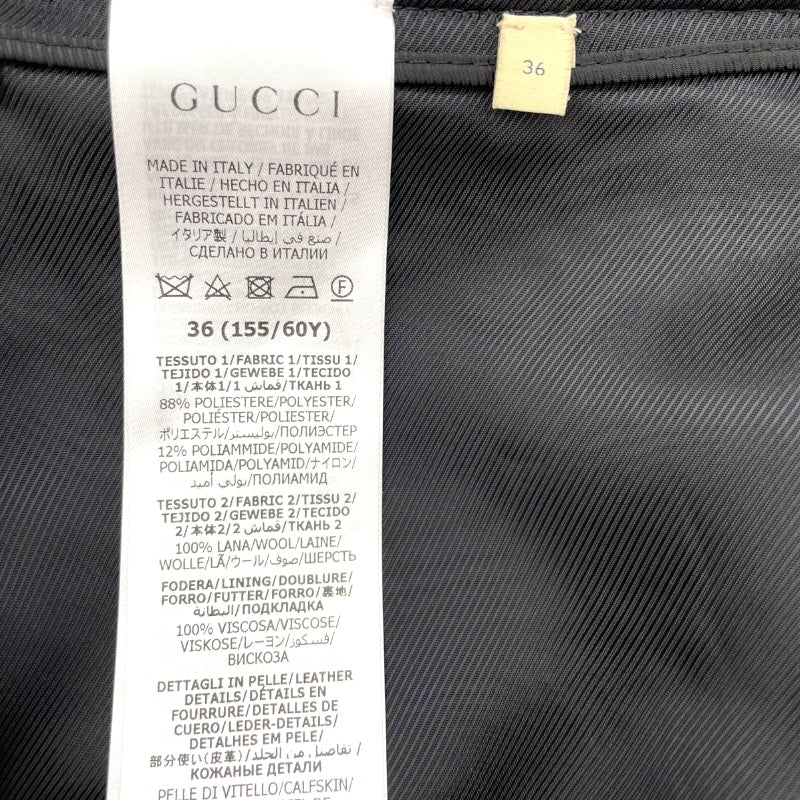 GUCCI
MADE IN ITALY / FABRIQUÉ EN
ITALIE / HECHO EN ITALIA /
HERGESTELLT IN ITALIEN /
FABRICADO EM ITÁLIA /
イタリア製 / صنع في إيطاليا /
СДЕЛАНО В ИТАЛИИ
F
36 (155/60Y)
TESSUTO 1/FABRIC 1/TISSU 1/
TEJIDO 1/GEWEBE 1/TECIDO
1/本体1/قماش 1/ТКАНЬ 1
88% POLIESTERE/POLYESTER/
POLIÉSTER/POLIESTER/
ポリエステル/بوليستر/ПОЛИЭСТЕР
12% POLIAMMIDE/POLYAMIDE/
POLIAMIDA/POLYAMID/ナイロン/
بولي أميد/ПОЛИАМИД
TESSUTO 2/FABRIC 2/TISSU 2/
TEJIDO 2/GEWEBE 2/TECIDO
2/本体2/قماش 2/ТКАНЬ 2
100% LANA/WOOL/LAINE/
WOLLE/LÃ/ウール/صوف/ШЕРСТЬ
FODERA/LINING/DOUBLURE/
FORRO/FUTTER/FORRO/裏地/
البطانة/ПОДКЛАДКА
100% VISCOSA/VISCOSE/
VISKOSE/レーヨン/فسكوز/
ВИСКОЗА
DETTAGLI IN PELLE/LEATHER
DETAILS/DÉTAILS EN
FOURRURE/DETALLES DE
CUERO/LEDER-DETAILS/
DETALHES EM PELE/
部分使い(皮革)/تفاصيل من الجلد/
КОЖАНЫЕ ДЕТАЛИ
PELLE DI VITELLO/CALFSKIN/
36